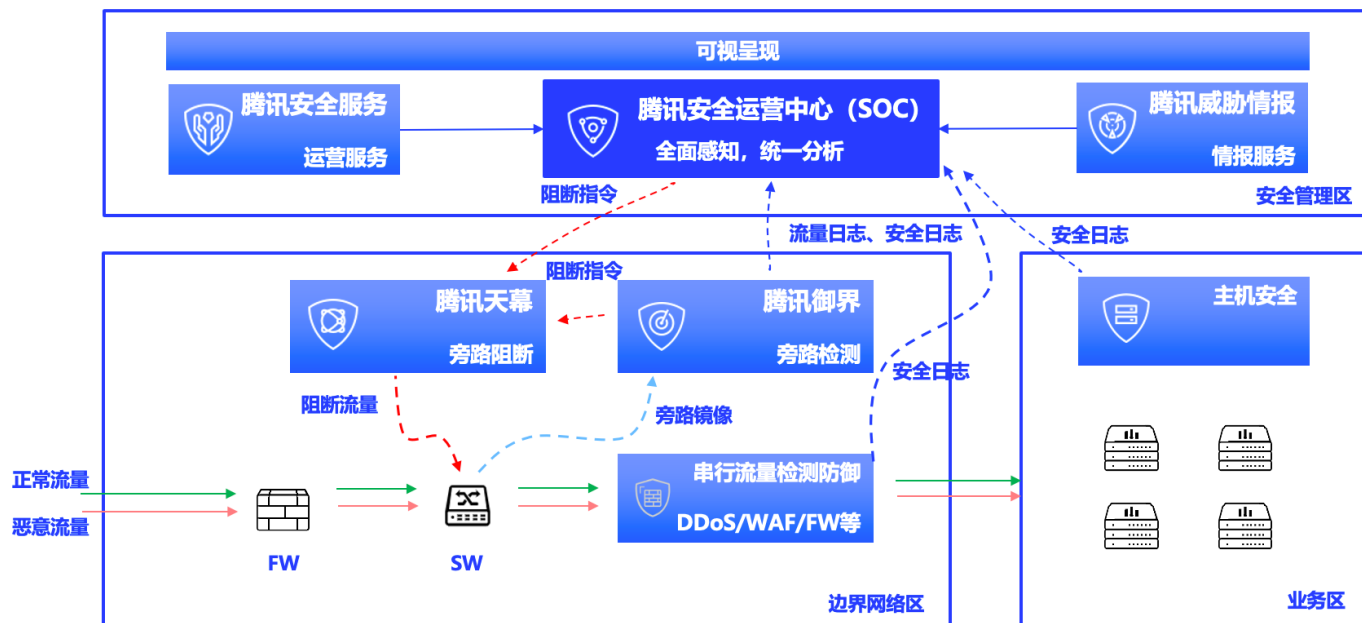 可视呈现
腾讯安全服务
运营服务
腾讯安全运营中心（SOC）
全面感知，统一分析
腾讯威胁情报
情报服务
安全管理区
阻断指令
流量日志、安全日志
安全日志
阻断指令
腾讯天幕
旁路阻断
腾讯御界
旁路检测
主机安全
安全日志
阻断流量
旁路镜像
正常流量
恶意流量
串行流量检测防御
DDoS/WAF/FW等
FW
SW
边界网络区
业务区